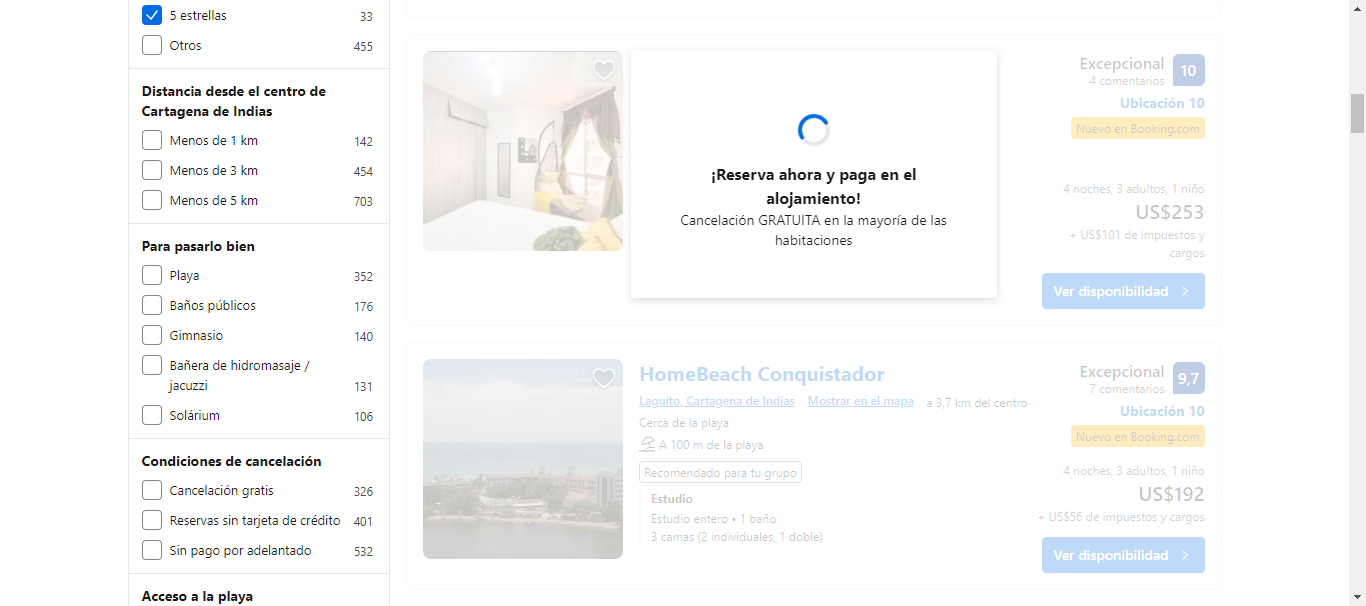 5 estrellas 33
Otros 455
Distancia desde el centro de
Cartagena de Indias
Menos de 1 km 142
Menos de 3 km 454
Menos de 5 km 703
Para pasarlo bien
Playa 352
Baños públicos 176
Gimnasio 140
Bañera de hidromasaje /
jacuzzi 131
Solárium 106
Condiciones de cancelación
Cancelación gratis 326
Reservas sin tarjeta de crédito 401
Sin pago por adelantado 532
Acceso a la playa
¡Reserva ahora y paga en el
alojamiento!
Cancelación GRATUITA en la mayoría de las
habitaciones
Excepcional 10
4 comentarios
Ubicación 10
Nuevo en Booking.com
4 noches, 3 adultos, 1 niño
US$253
+ US$101 de impuestos y
cargos
Ver disponibilidad
HomeBeach Conquistador
Laguito, Cartagena de Indias Mostrar en el mapa a 3,7 km del centro
Cerca de la playa
A 100 m de la playa
Recomendado para tu grupo
Estudio
Estudio entero • 1 baño
3 camas (2 individuales, 1 doble)
Excepcional 9,7
7 comentarios
Ubicación 10
Nuevo en Booking.com
4 noches, 3 adultos, 1 niño
US$192
+ US$56 de impuestos y cargos
Ver disponibilidad